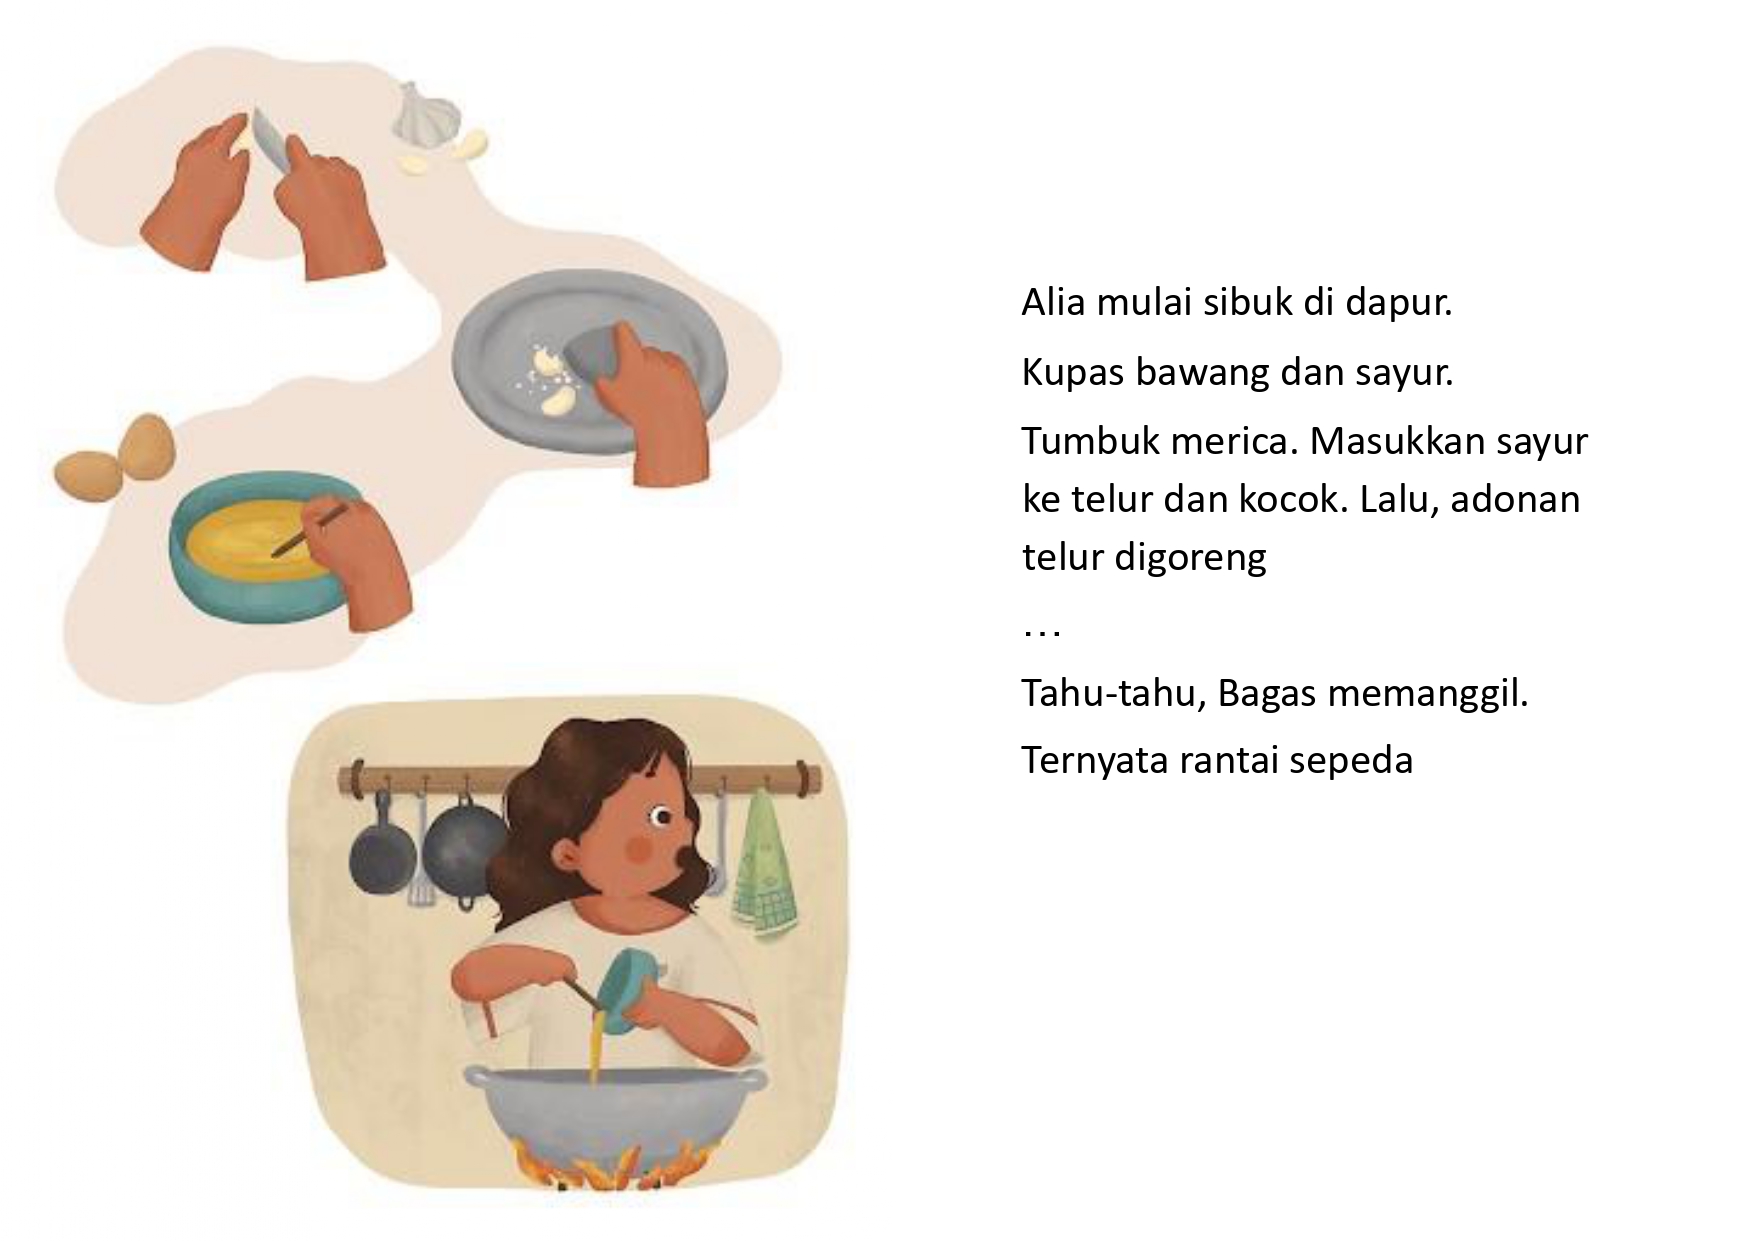 Alia mulai sibuk di dapur.
Kupas bawang dan sayur.
Tumbuk merica. Masukkan sayur
ke telur dan kocok. Lalu, adonan
telur digoreng
…
Tahu-tahu, Bagas memanggil.
Ternyata rantai sepeda